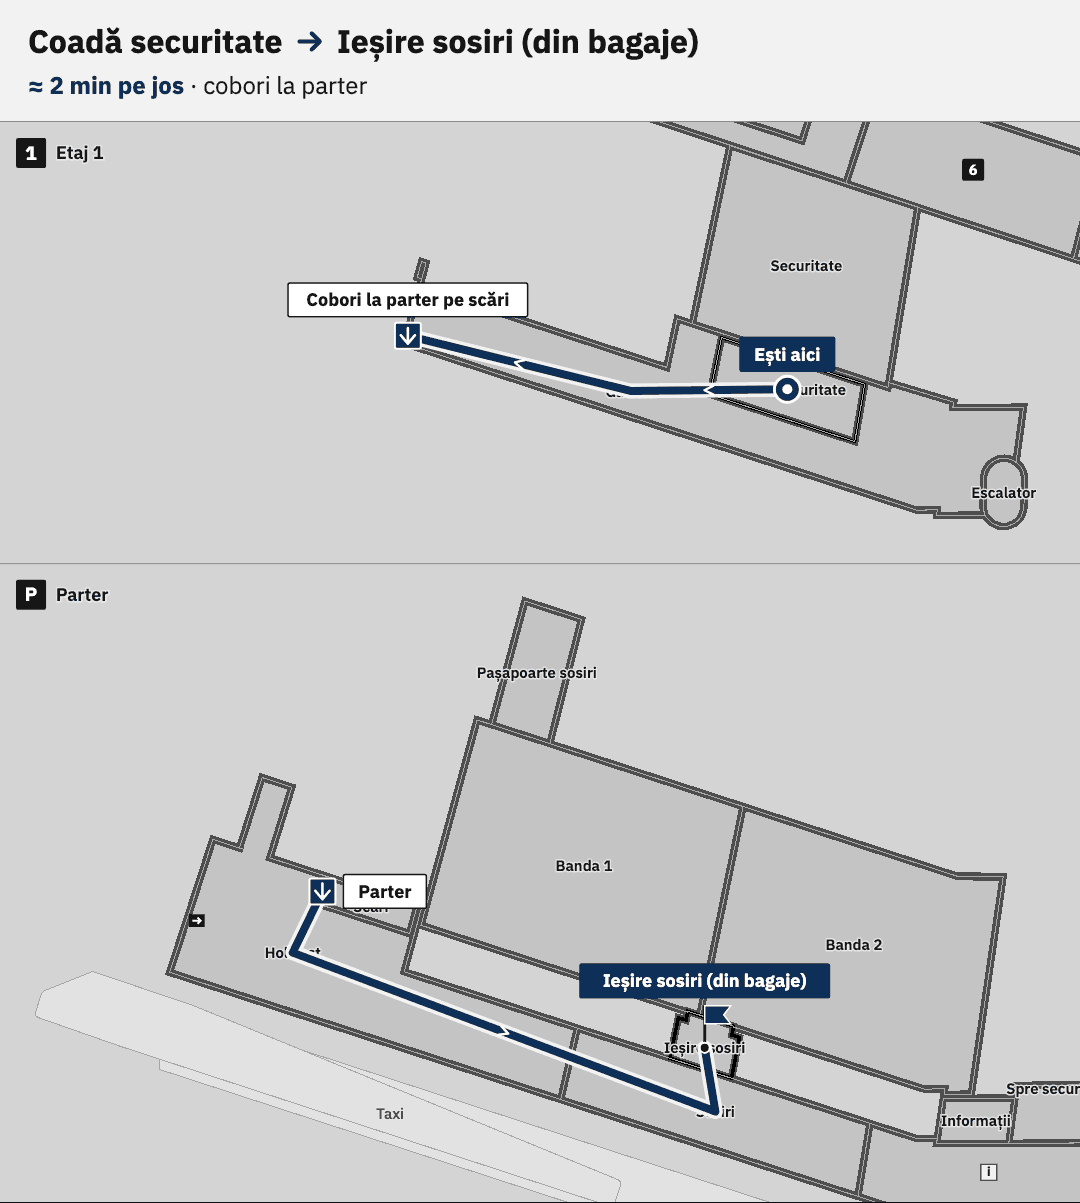 Coadă securitate → Ieșire sosiri (din bagaje)
≈ 2 min pe jos · cobori la parter
1 Etaj 1
6
Securitate
Cobori la parter pe scări
Ești aici
uritate
Escalator
P Parter
Pașapoarte sosiri
Banda 1
Parter
Banda 2
Ieșire sosiri (din bagaje)
Taxi
Informații
i